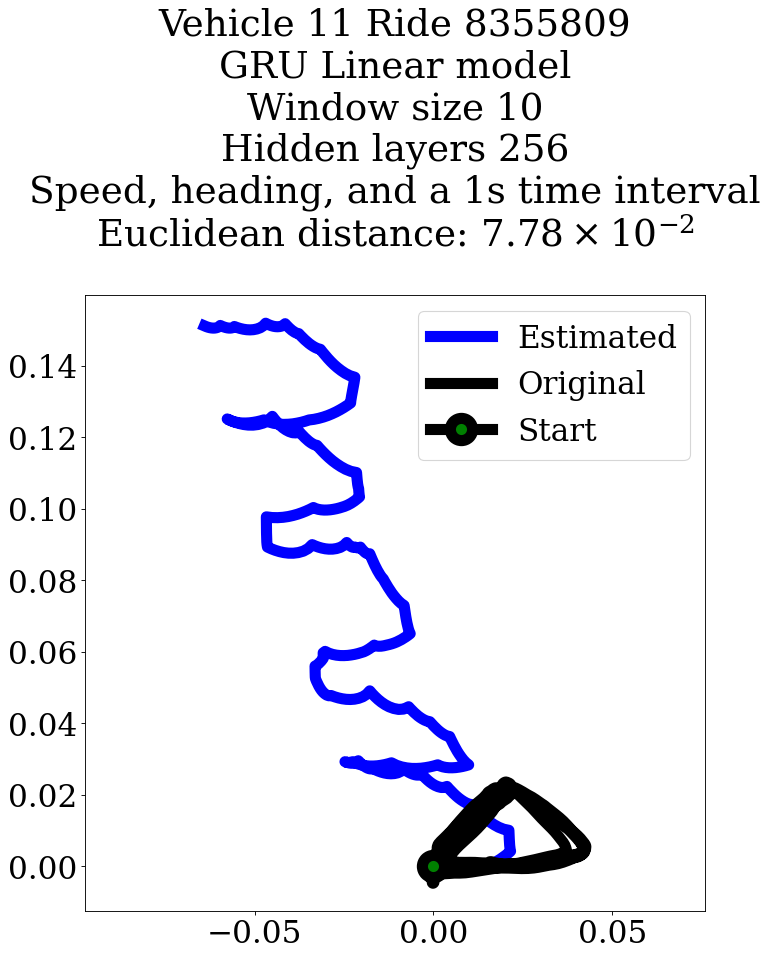 Vehicle 11 Ride 8355809
GRU Linear model
Window size 10
Hidden layers 256
Speed, heading, and a 1s time interval
Euclidean distance: 7.78 × 10⁻²
Estimated
Original
Start
0.14
0.12
0.10
0.08
0.06
0.04
0.02
0.00
−0.05 0.00 0.05